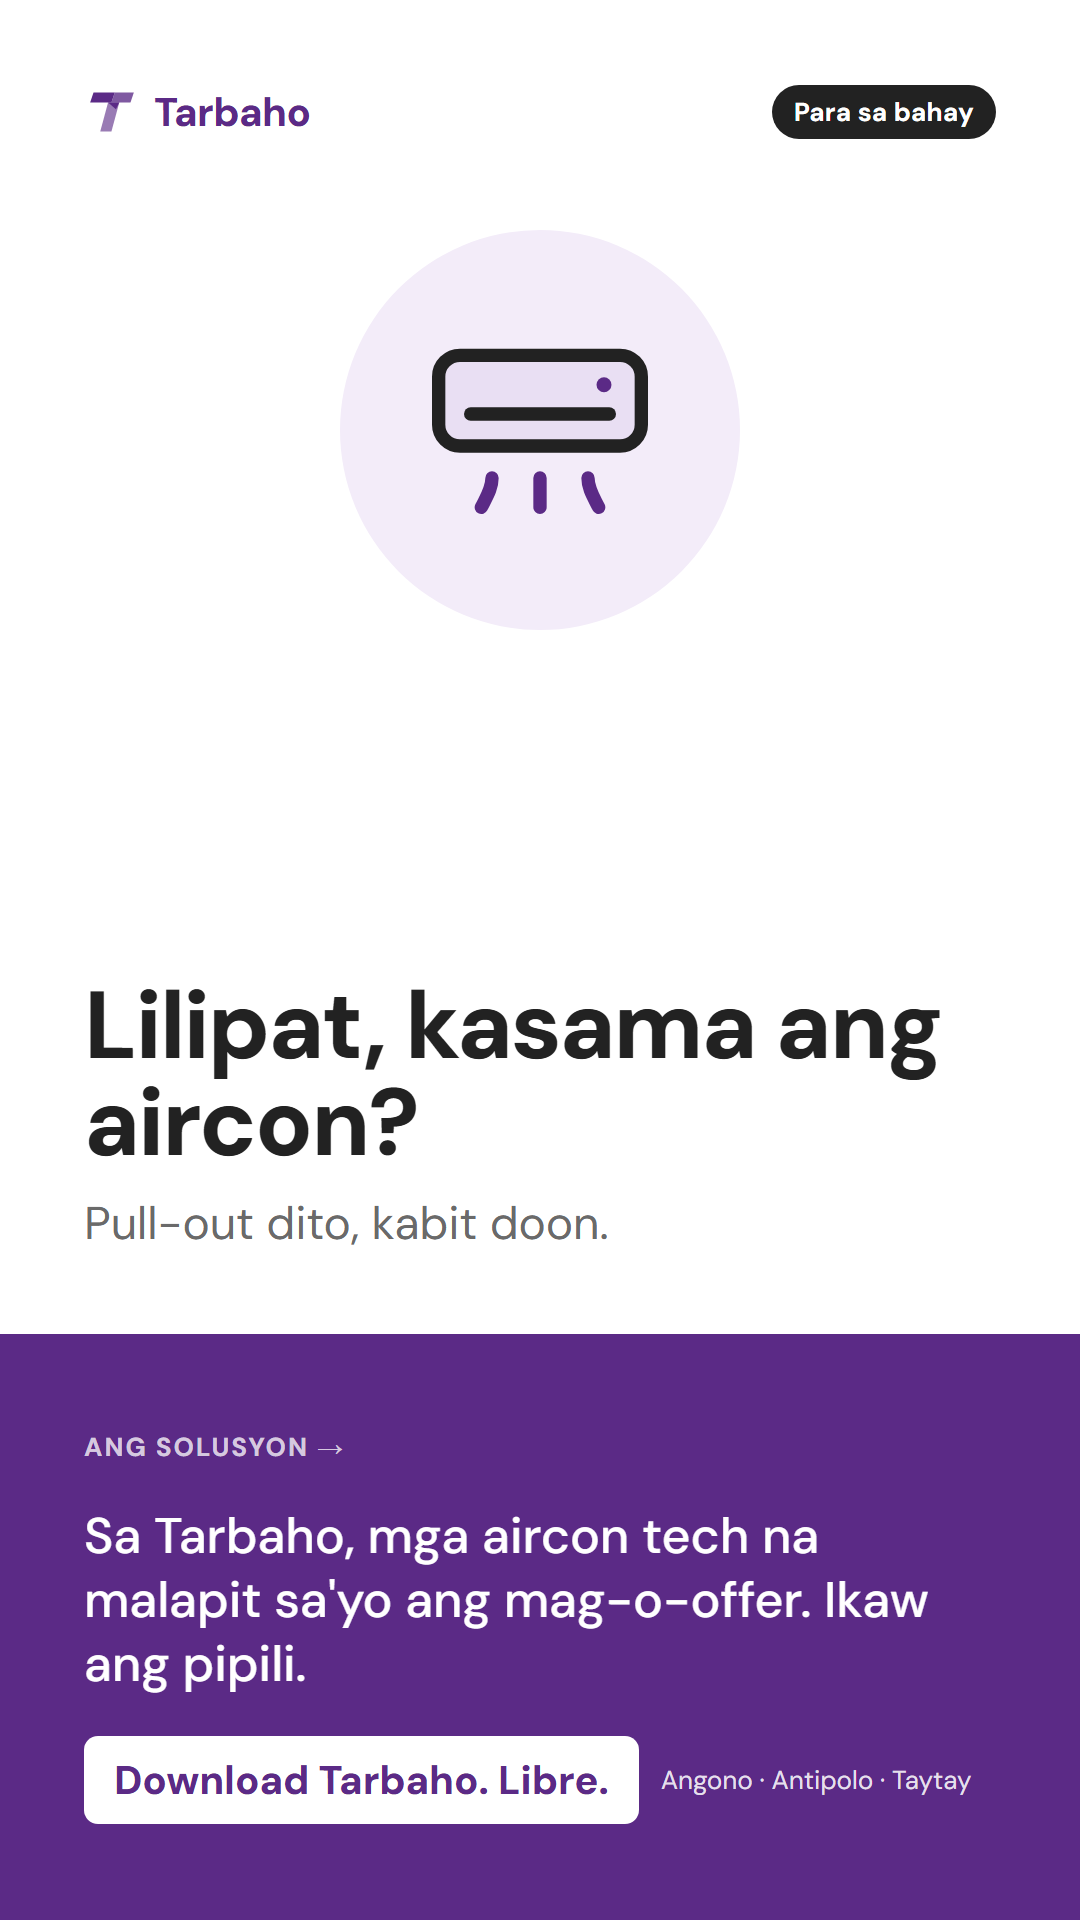 Tarbaho
Para sa bahay
Lilipat, kasama ang
aircon?
Pull-out dito, kabit doon.
ANG SOLUSYON →
Sa Tarbaho, mga aircon tech na
malapit sa'yo ang mag-o-offer. Ikaw
ang pipili.
Download Tarbaho. Libre.
Angono · Antipolo · Taytay